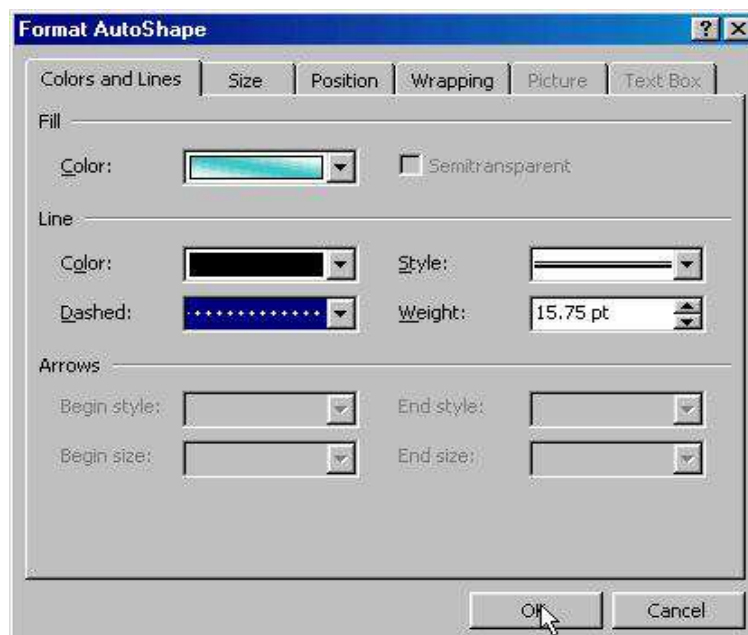 Format AutoShape
Colors and Lines Size Position Wrapping Picture Text Box
Fill
Color: Semitransparent
Line
Color: Style:
Dashed: Weight: 15.75 pt
Arrows
Begin style: End style:
Begin size: End size:
OK Cancel